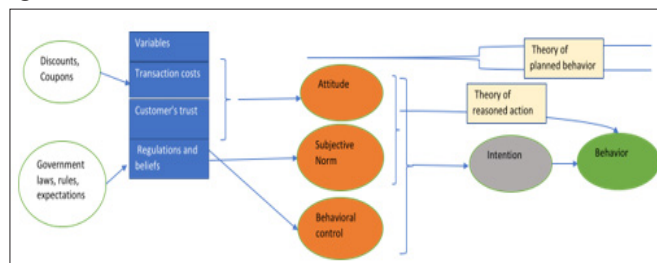 Discounts,
Coupons
Government
laws, rules,
expectations
Variables
Transaction costs
Customer's trust
Regulations and
beliefs
Attitude
Subjective
Norm
Behavioral
control
Theory of
planned behavior
Theory of
reasoned action
Intention
Behavior